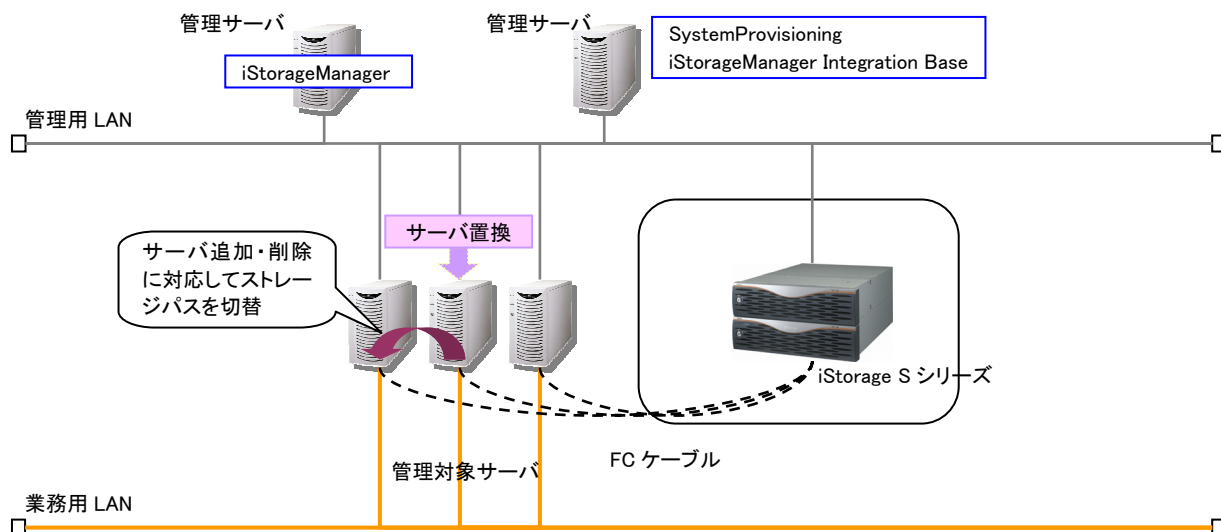 管理サーバ
iStorageManager
管理サーバ
SystemProvisioning
iStorageManager Integration Base
管理用 LAN
サーバ置換
サーバ追加・削除
に対応してストレー
ジパスを切替
iStorage S シリーズ
FC ケーブル
管理対象サーバ
業務用 LAN